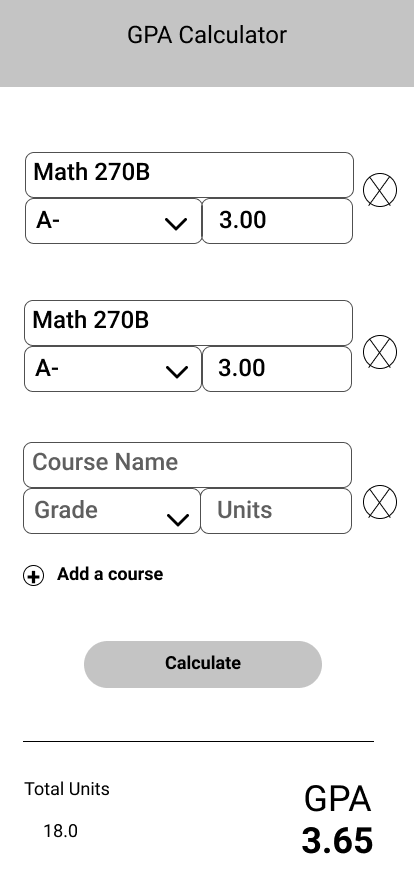 GPA Calculator
Math 270B
A- 3.00
Math 270B
A- 3.00
Course Name
Grade Units
Add a course
Calculate
Total Units GPA
18.0 3.65